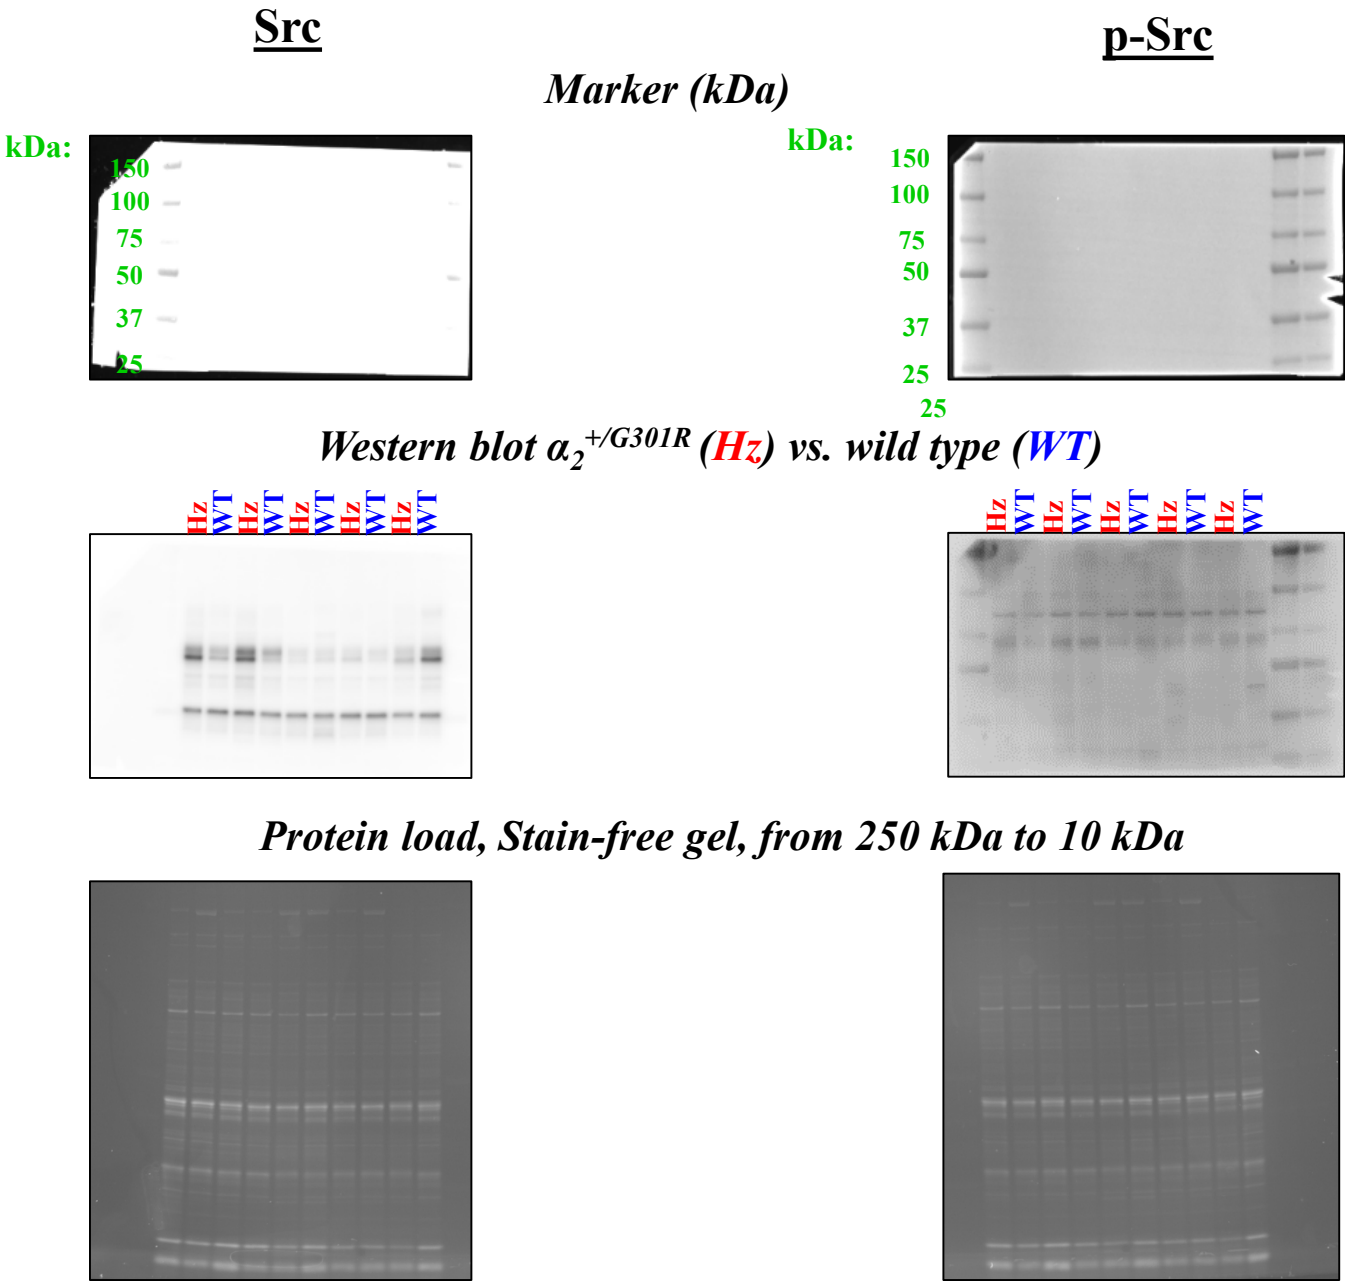 Src
p-Src
Marker (kDa)
kDa:
150
100
75
50
37
25
kDa:
150
100
75
50
37
25
25
Western blot α₂⁺/ᴳ³⁰¹ᴿ (Hz) vs. wild type (WT)
Hz WT Hz WT Hz WT Hz WT Hz WT
Hz WT Hz WT Hz WT Hz WT Hz WT
Protein load, Stain-free gel, from 250 kDa to 10 kDa